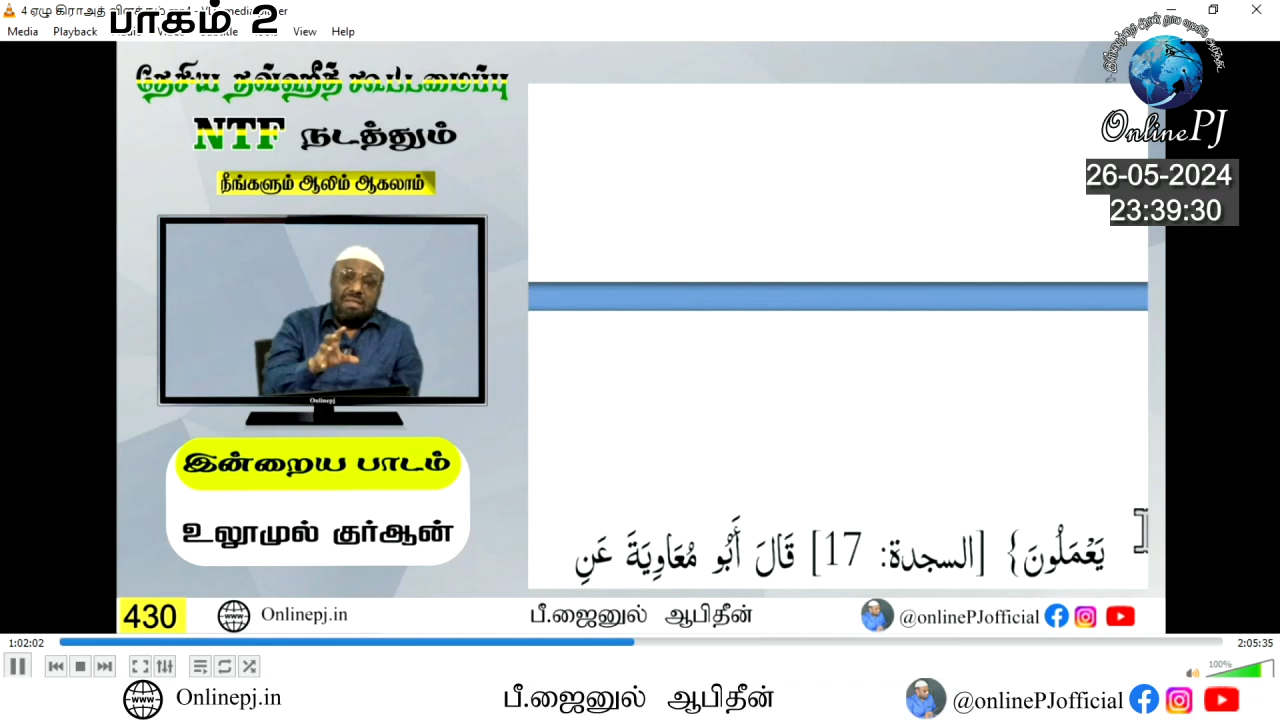 பாகம் 2
Media Playback View Help
தேசிய தவ்ஹீத் கூட்டமைப்பு
NTF நடத்தும்
நீங்களும் ஆலிம் ஆகலாம்
Onlinepj
இன்றைய பாடம்
உலூமுல் குர்ஆன்
OnlinePJ
26-05-2024
23:39:30
يَعْمَلُونَ} [السجدة: 17] قَالَ أَبُو مُعَاوِيَةَ عَنِ
430 Onlinepj.in பீ.ஜைனுல் ஆபிதீன் @onlinePJofficial
1:02:02 2:05:35
100%
Onlinepj.in பீ.ஜைனுல் ஆபிதீன் @onlinePJofficial